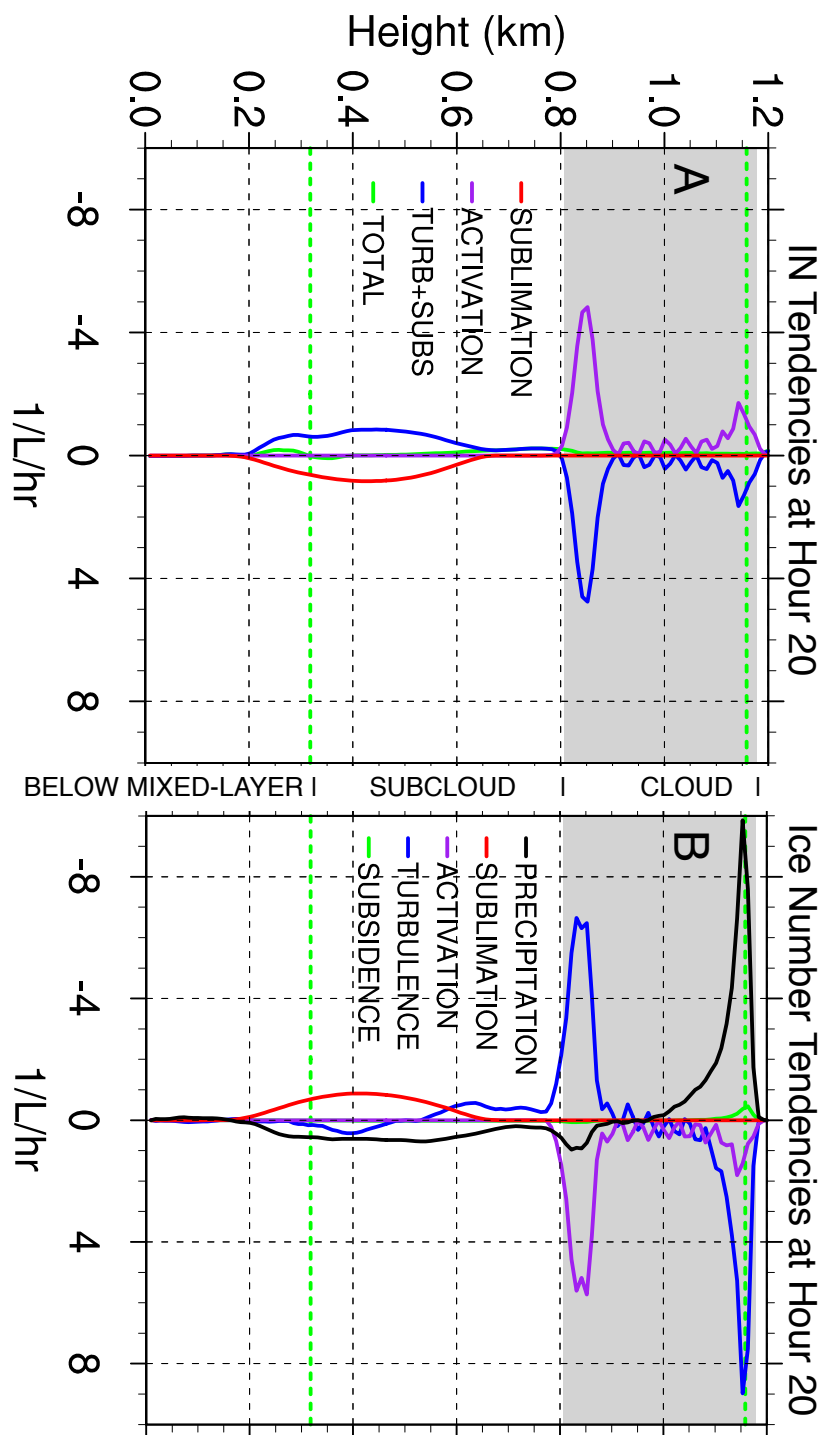 IN Tendencies at Hour 20
A
SUBLIMATION
ACTIVATION
TURB+SUBS
TOTAL
Height (km)
1.2
1.0
0.8
0.6
0.4
0.2
0.0
-8
-4
0
4
8
1/L/hr
BELOW MIXED-LAYER I
SUBCLOUD
I
CLOUD
I
Ice Number Tendencies at Hour 20
B
PRECIPITATION
SUBLIMATION
ACTIVATION
TURBULENCE
SUBSIDENCE
-8
-4
0
4
8
1/L/hr